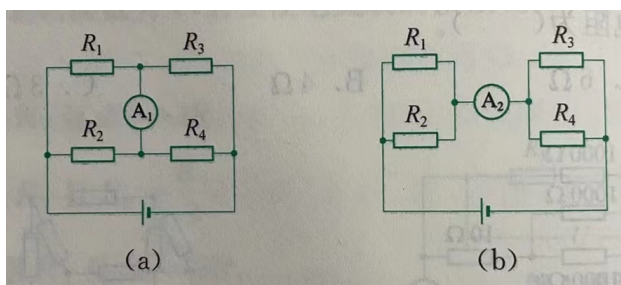 R₁ R₃
A₁
R₂ R₄
(a)
R₁ R₃
A₂
R₂ R₄
(b)